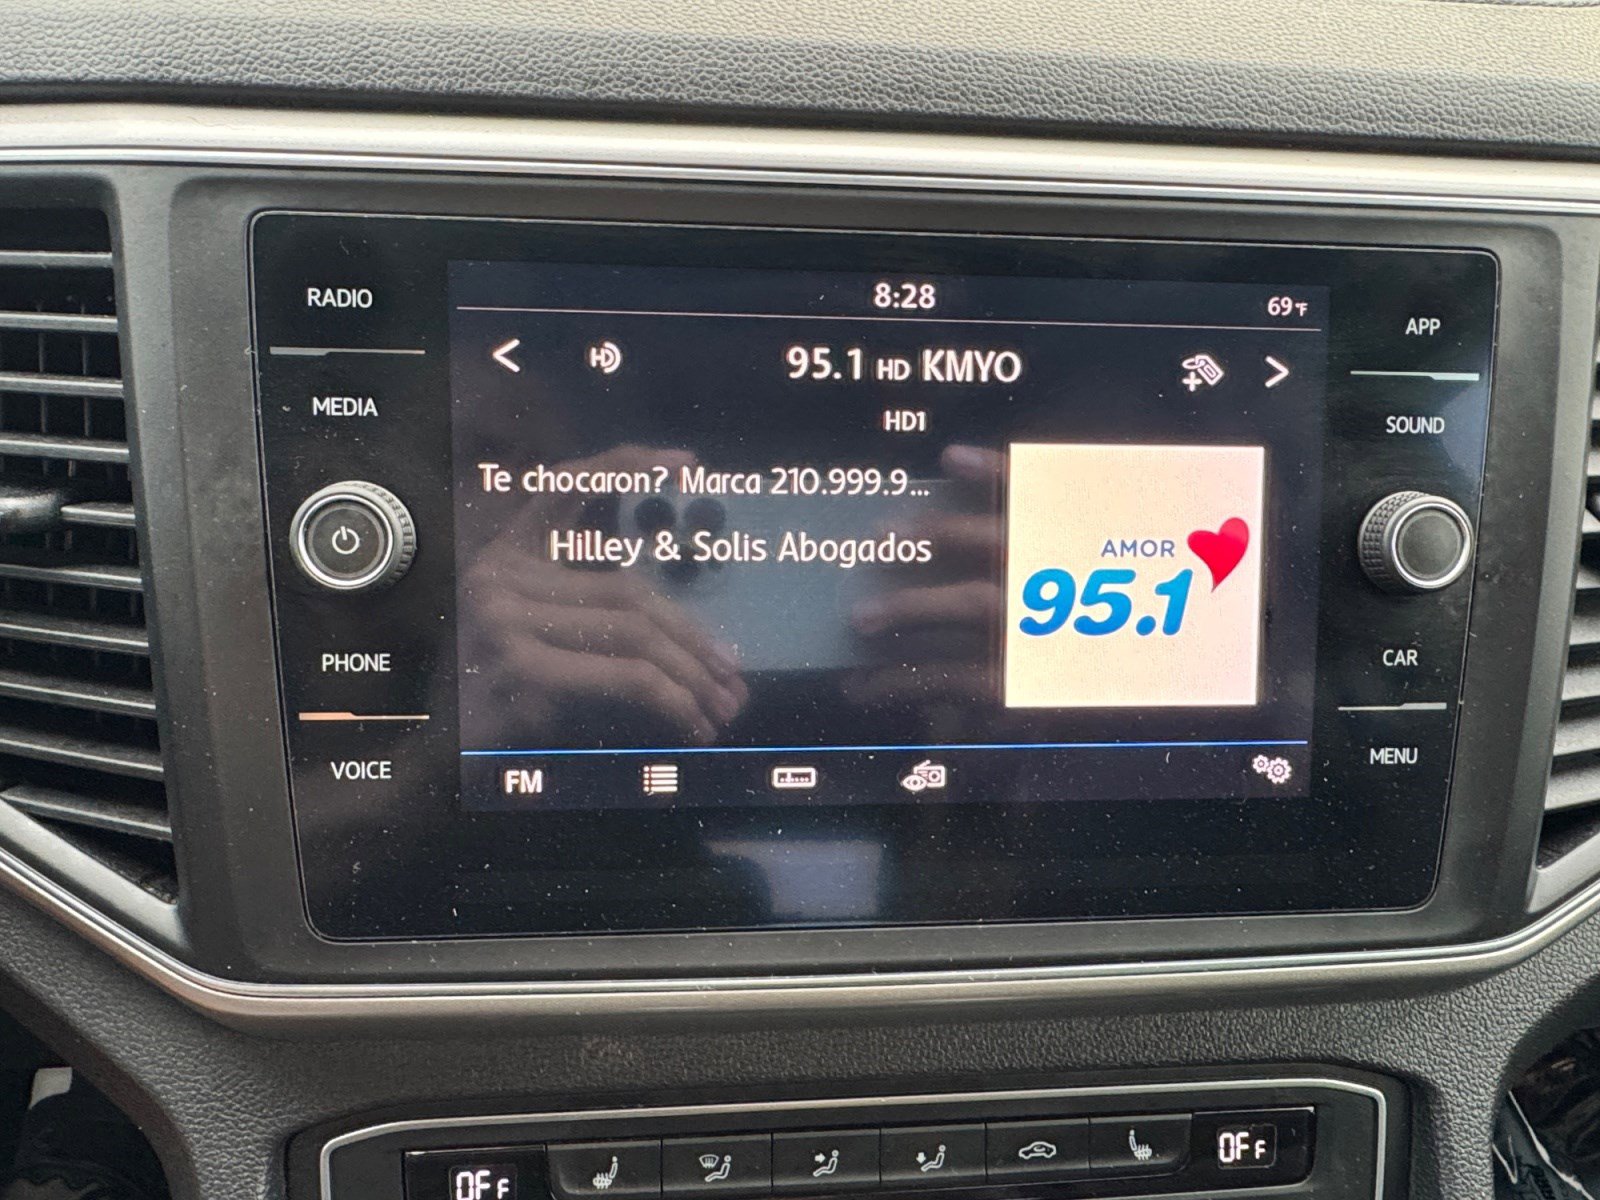 RADIO
MEDIA
PHONE
VOICE
8:28
69°F
< HD 95.1 HD KMYO >
HD1
Te chocaron? Marca 210.999.9...
Hilley & Solis Abogados
AMOR
95.1
FM
APP
SOUND
CAR
MENU
OFF
OFF